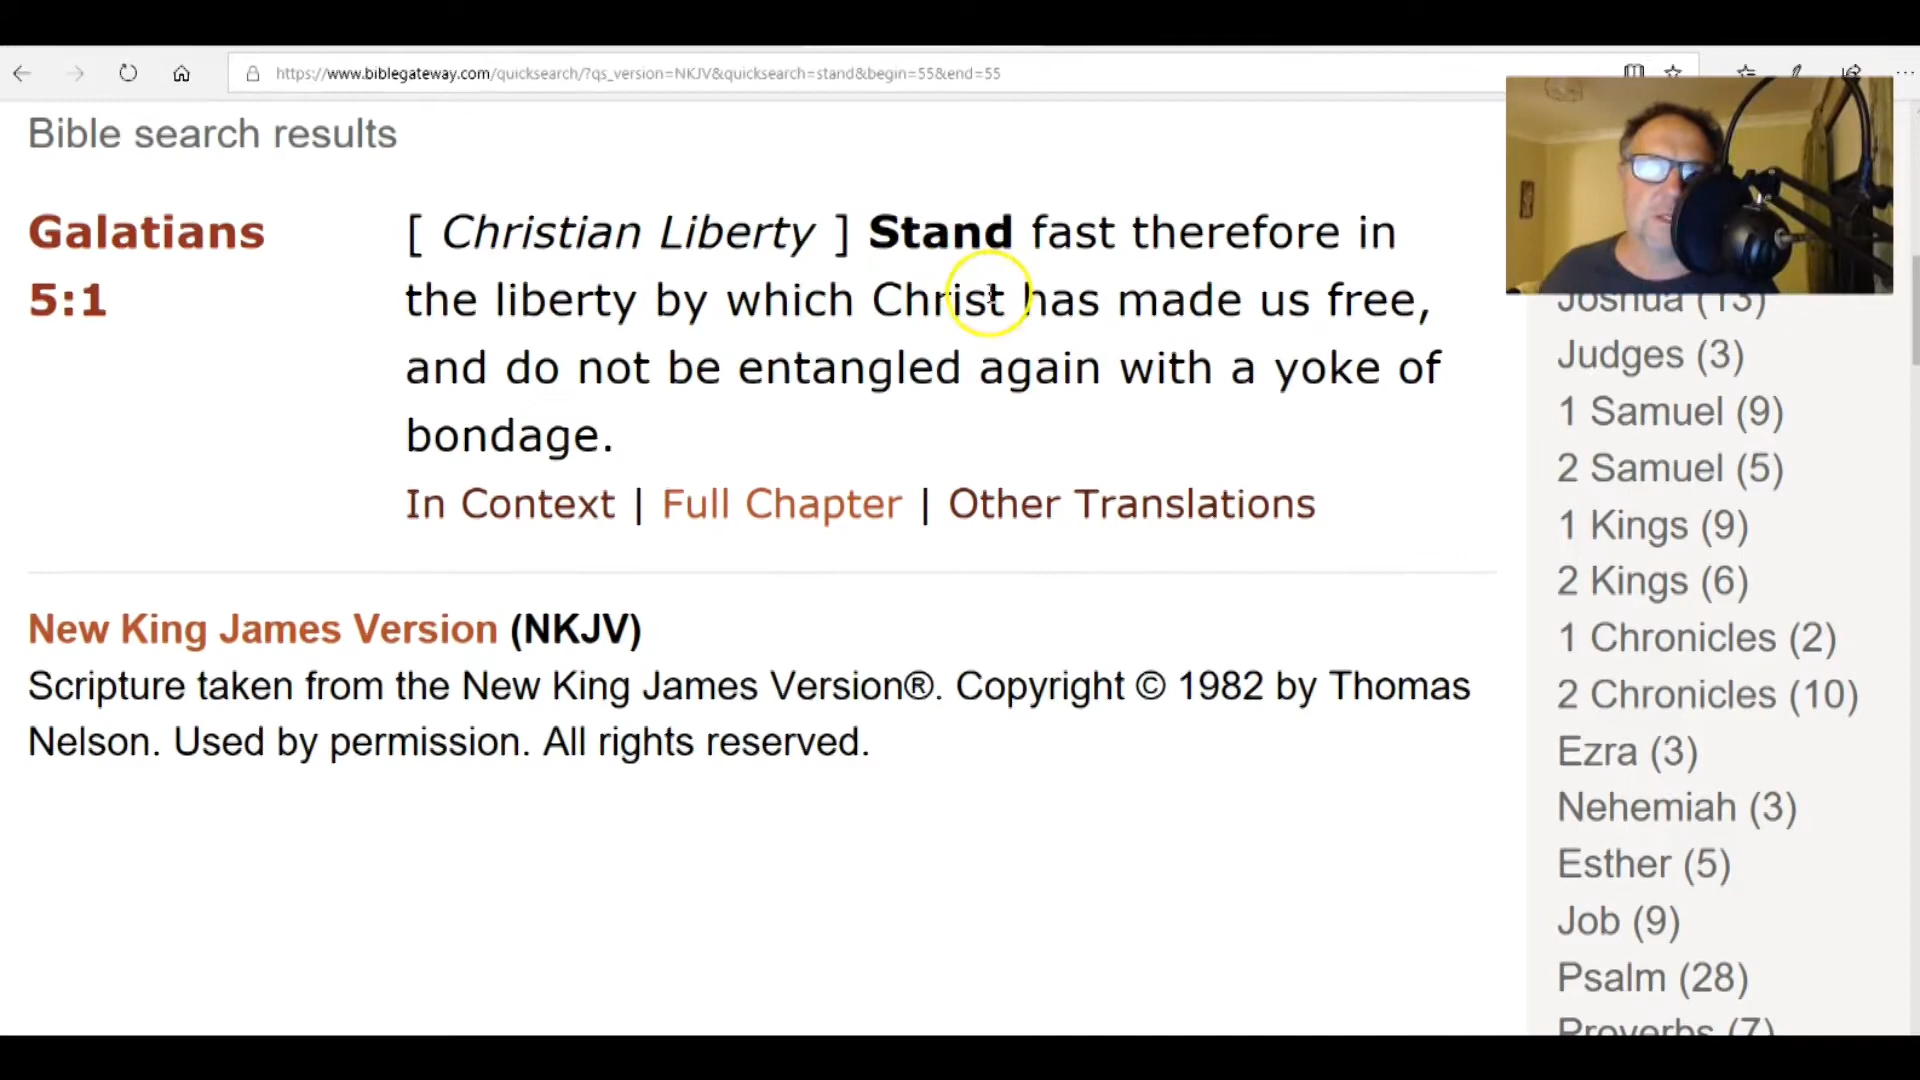 https://www.biblegateway.com/quicksearch/?qs_version=NKJV&quicksearch=stand&begin=55&end=55
Bible search results
Galatians 5:1
[ Christian Liberty ] Stand fast therefore in
the liberty by which Christ has made us free,
and do not be entangled again with a yoke of
bondage.
In Context | Full Chapter | Other Translations
New King James Version (NKJV)
Scripture taken from the New King James Version®. Copyright © 1982 by Thomas
Nelson. Used by permission. All rights reserved.
Joshua (13)
Judges (3)
1 Samuel (9)
2 Samuel (5)
1 Kings (9)
2 Kings (6)
1 Chronicles (2)
2 Chronicles (10)
Ezra (3)
Nehemiah (3)
Esther (5)
Job (9)
Psalm (28)
Proverbs (7)